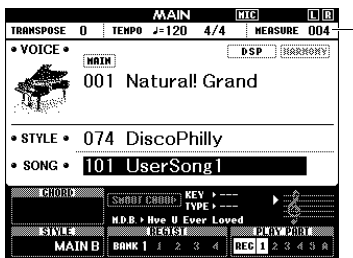 MAIN MIC L R
TRANSPOSE 0 TEMPO ♩=120 4/4 MEASURE 004
• VOICE • DSP HARMONY
MAIN
001 Natural! Grand
• STYLE • 074 DiscoPhilly
• SONG • 101 UserSong1
CHORD SMART CHORD KEY ▸ ---
TYPE ▸ ---
M.D.B. ▸ Hve U Ever Loved
STYLE REGIST PLAY PART
MAIN B BANK 1 1 2 3 4 REC 1 2 3 4 5 A